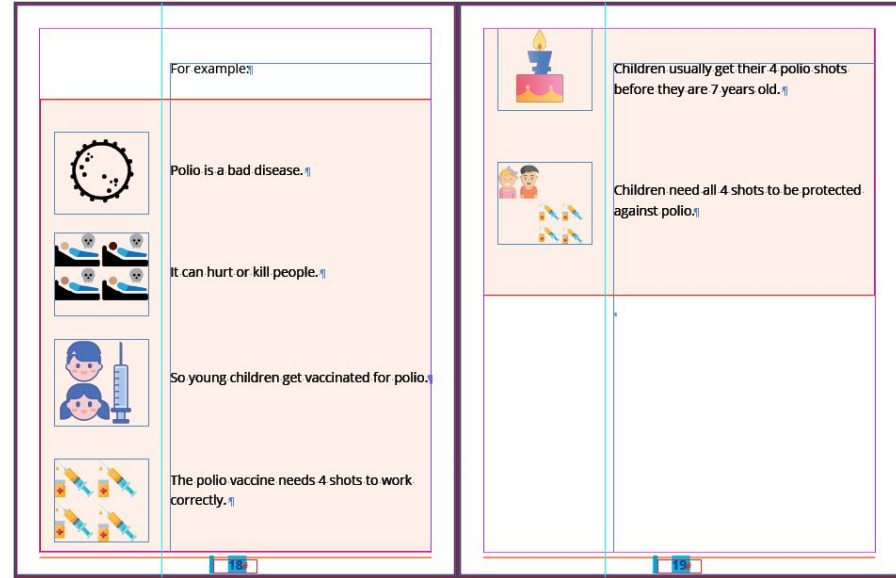 For example:
Polio is a bad disease.
It can hurt or kill people.
So young children get vaccinated for polio.
The polio vaccine needs 4 shots to work
correctly.
18
Children usually get their 4 polio shots
before they are 7 years old.
Children need all 4 shots to be protected
against polio.
19